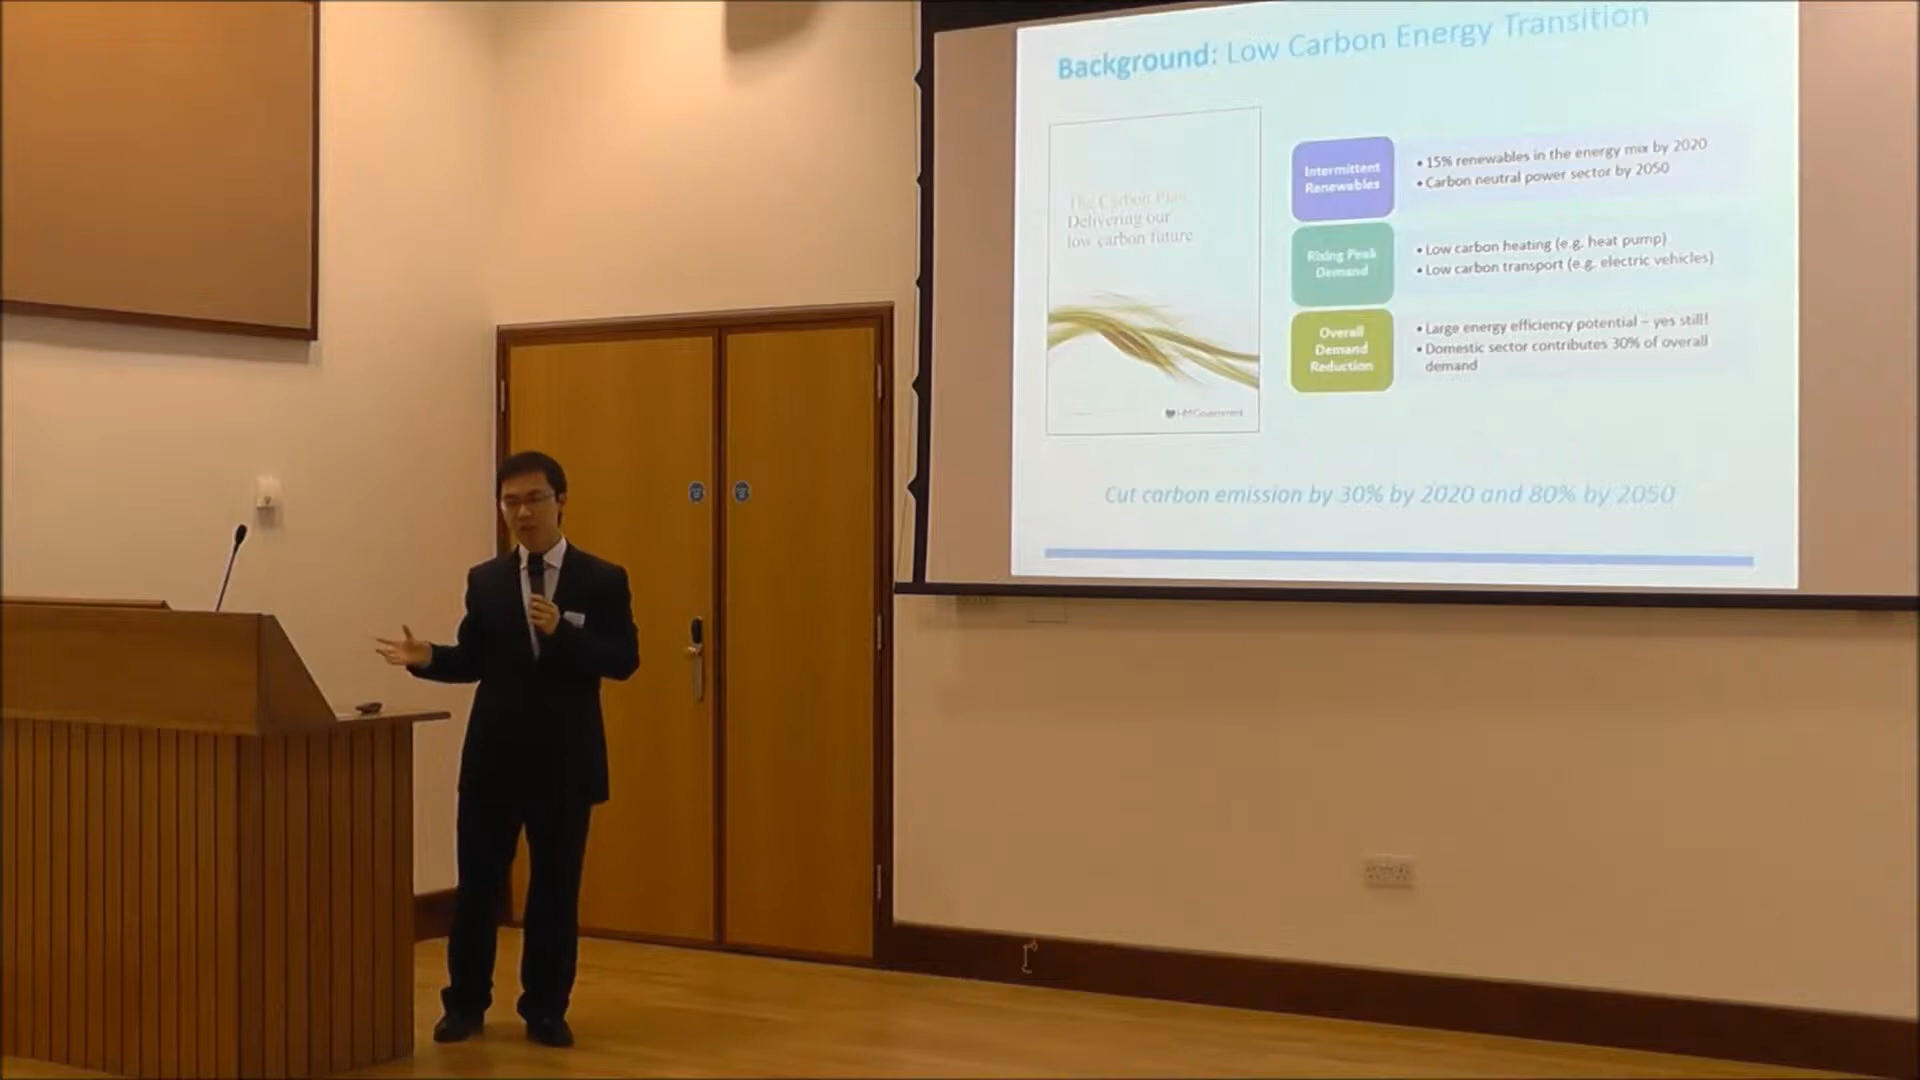 Background: Low Carbon Energy Transition
The Carbon Plan:
Delivering our
low carbon future
HM Government
Intermittent
Renewables
• 15% renewables in the energy mix by 2020
• Carbon neutral power sector by 2050
Rising Peak
Demand
• Low carbon heating (e.g. heat pump)
• Low carbon transport (e.g. electric vehicles)
Overall
Demand
Reduction
• Large energy efficiency potential – yes still!
• Domestic sector contributes 30% of overall
demand
Cut carbon emission by 30% by 2020 and 80% by 2050